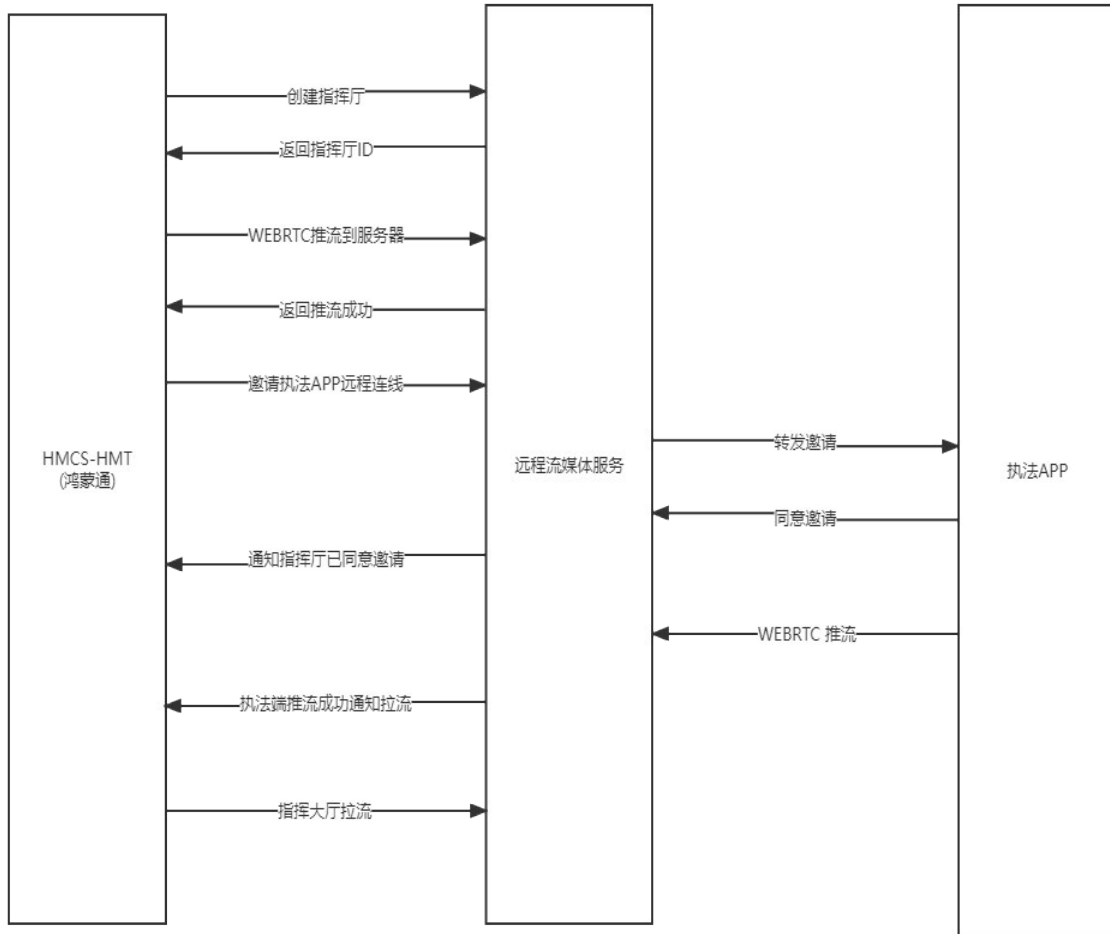 创建指挥厅
返回指挥厅ID
WEBRTC推流到服务器
返回推流成功
邀请执法APP远程连线
转发邀请
HMCS-HMT
(鸿蒙通)
远程流媒体服务
执法APP
同意邀请
通知指挥厅已同意邀请
WEBRTC 推流
执法端推流成功通知拉流
指挥大厅拉流